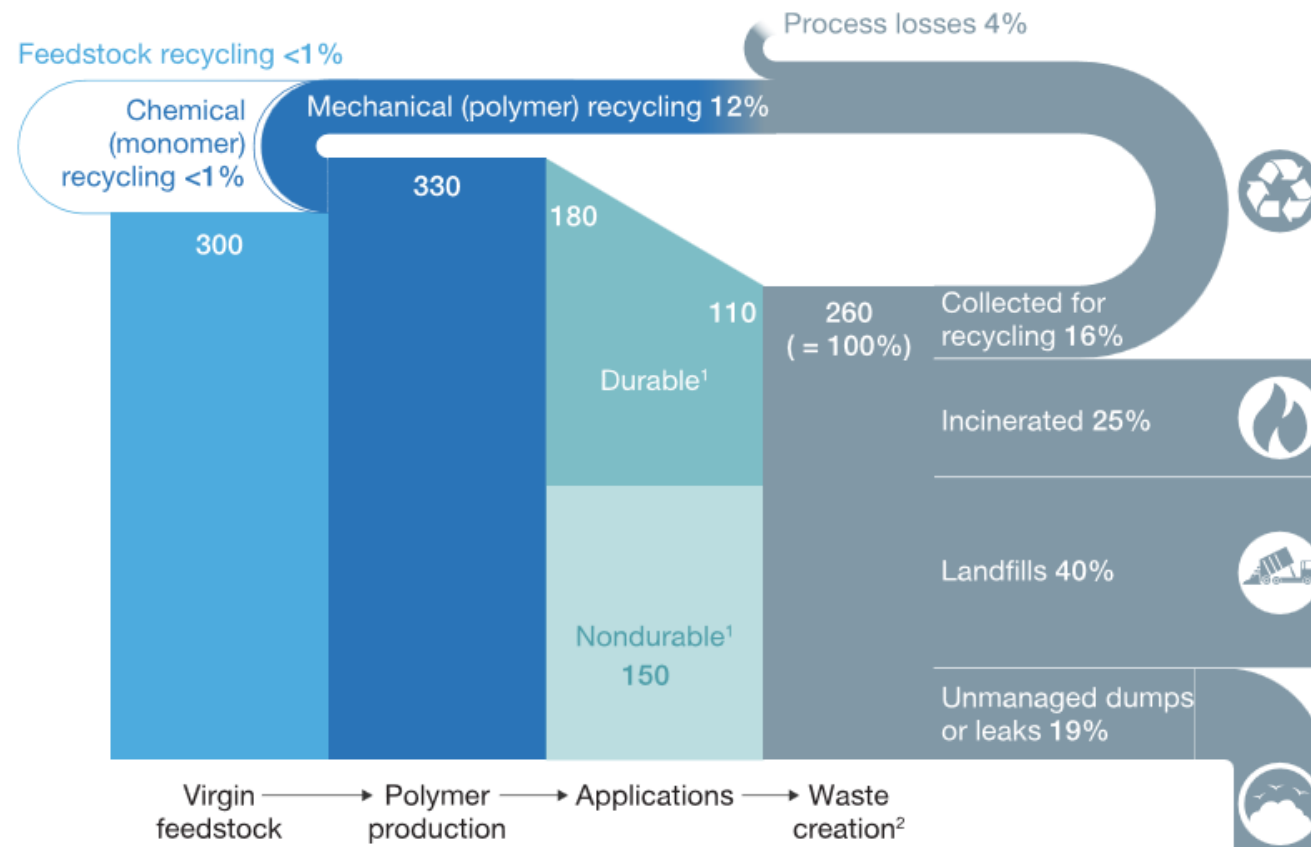 Process losses 4%
Feedstock recycling <1%
Chemical
(monomer)
recycling <1%
Mechanical (polymer) recycling 12%
300
330
180
110
Durable¹
Nondurable¹
150
260
( = 100%)
Collected for
recycling 16%
Incinerated 25%
Landfills 40%
Unmanaged dumps
or leaks 19%
Virgin
feedstock
Polymer
production
Applications
Waste
creation²